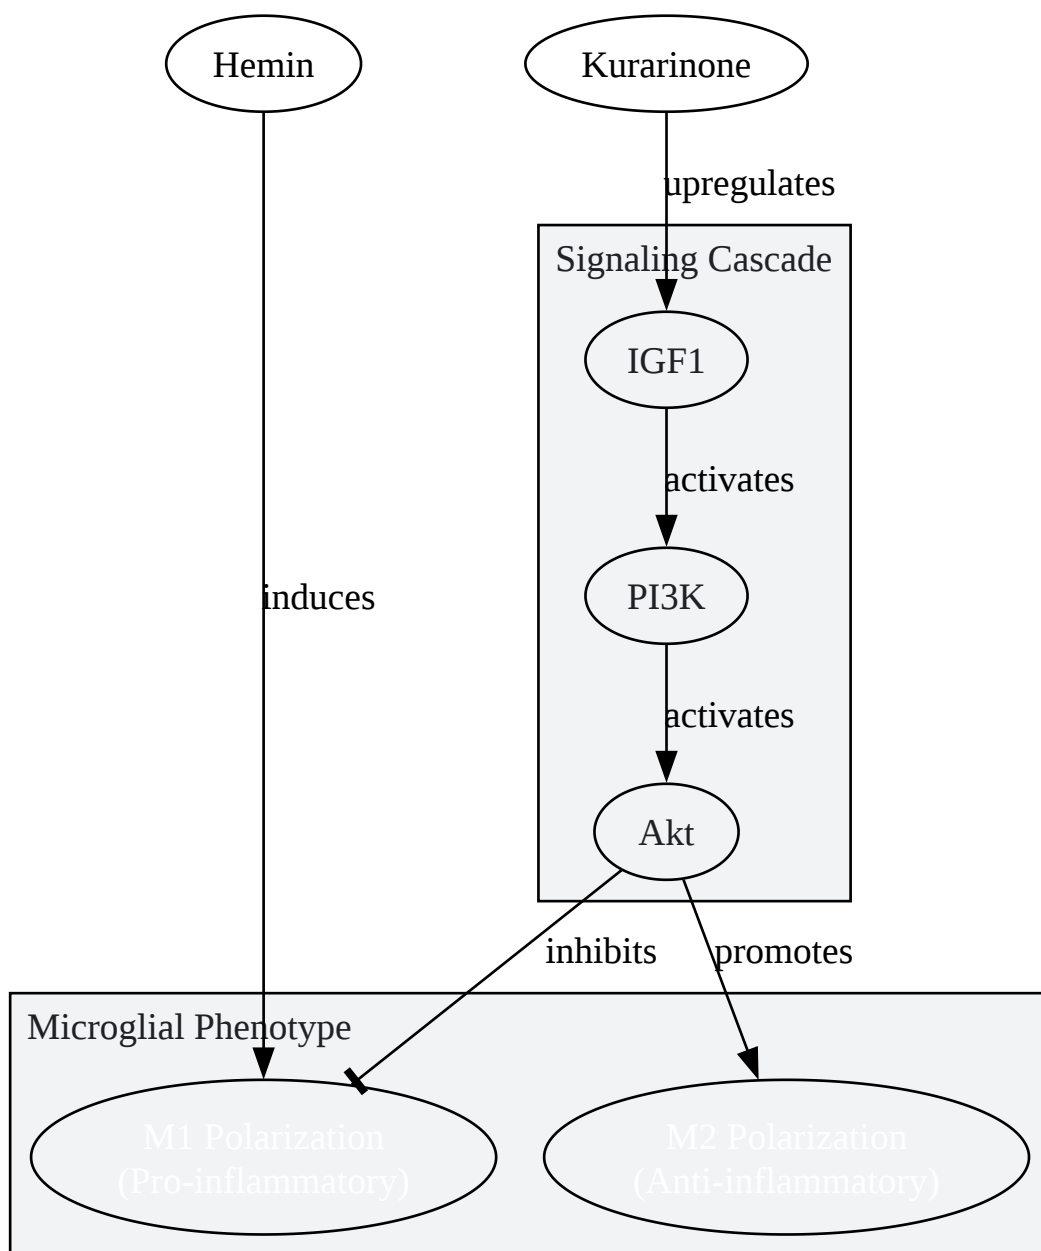 Hemin
Kurarinone
upregulates
Signaling Cascade
IGF1
activates
PI3K
induces
activates
Akt
inhibits
promotes
Microglial Phenotype
M1 Polarization
(Pro-inflammatory)
M2 Polarization
(Anti-inflammatory)